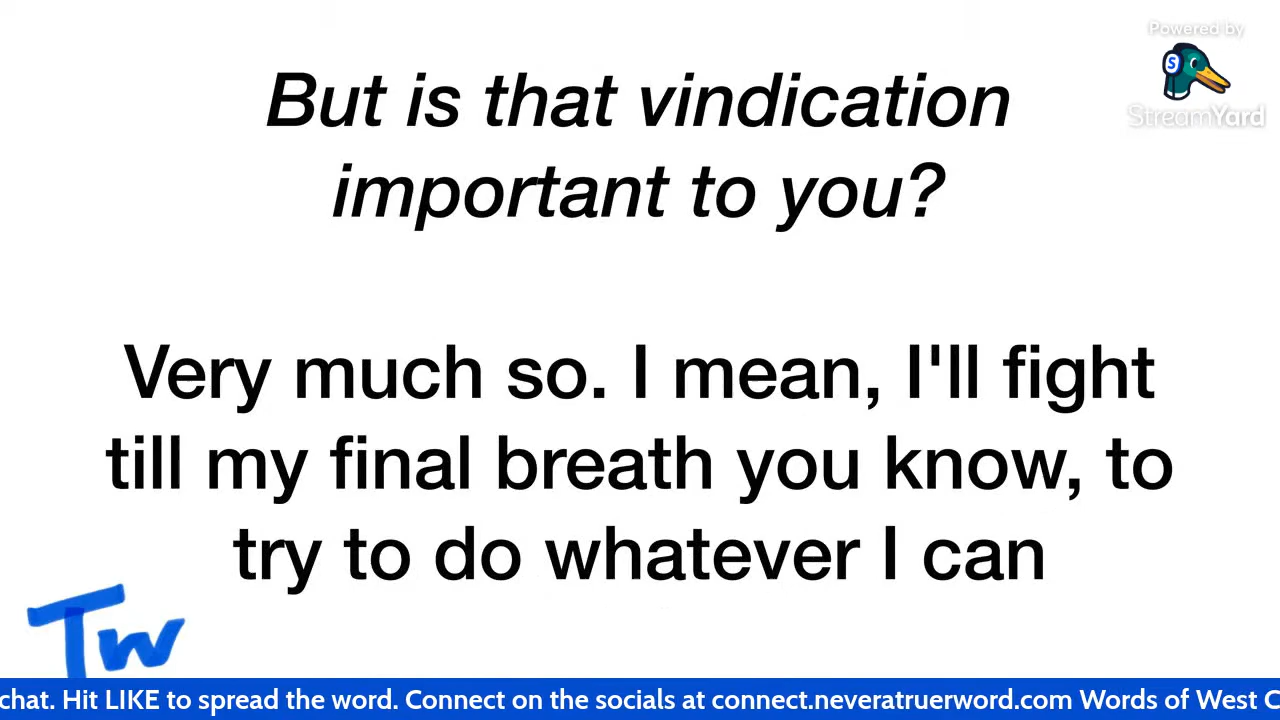 Powered by
StreamYard
But is that vindication
important to you?
Very much so. I mean, I'll fight
till my final breath you know, to
try to do whatever I can
Tw
chat. Hit LIKE to spread the word. Connect on the socials at connect.neveratruerword.com Words of West